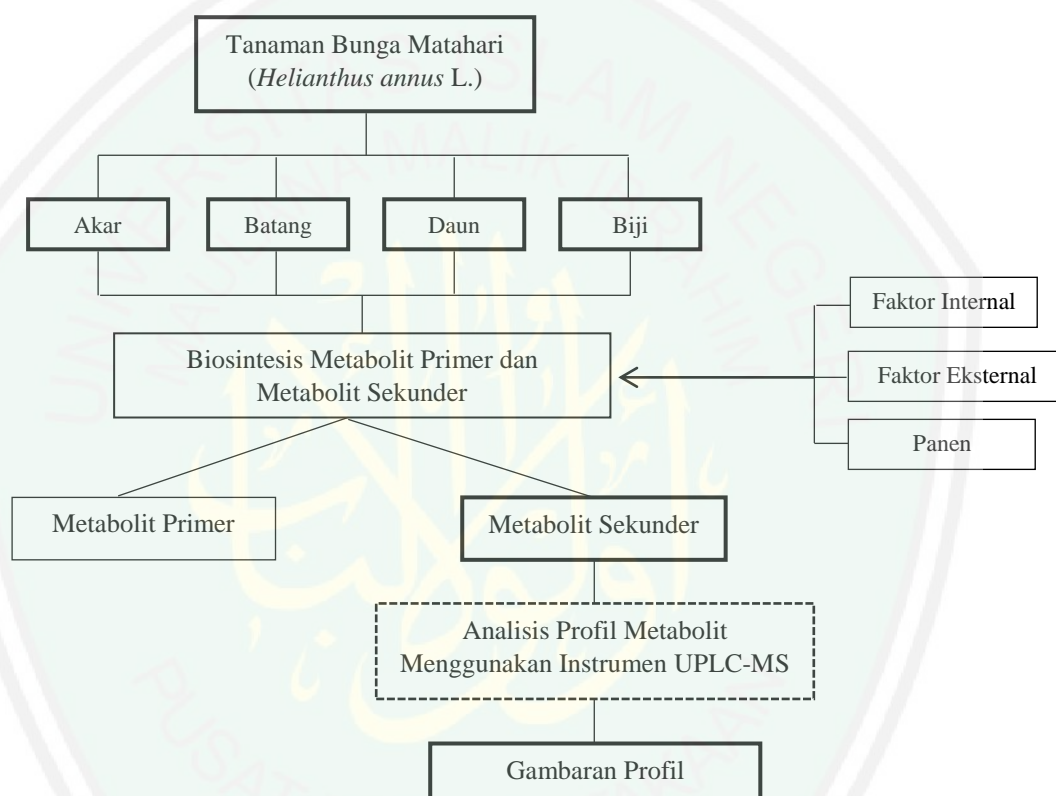 Tanaman Bunga Matahari
(Helianthus annus L.)
Akar
Batang
Daun
Biji
Faktor Internal
Biosintesis Metabolit Primer dan
Metabolit Sekunder
Faktor Eksternal
Panen
Metabolit Primer
Metabolit Sekunder
Analisis Profil Metabolit
Menggunakan Instrumen UPLC-MS
Gambaran Profil